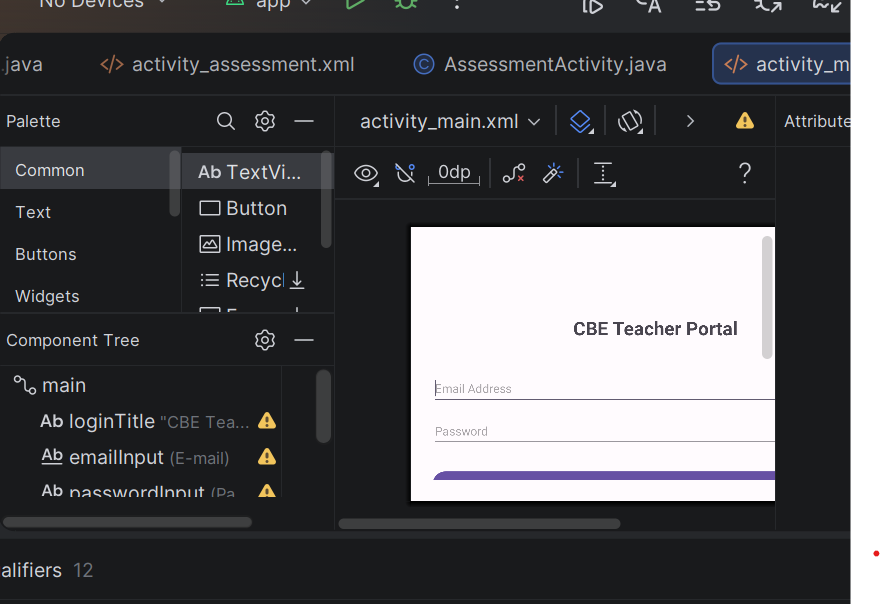 No Devices app
.java activity_assessment.xml AssessmentActivity.java activity_m
Palette
activity_main.xml
Attribute
Common
Text
Buttons
Widgets
Ab TextVi...
Button
Image...
Recycl
0dp
?
CBE Teacher Portal
Email Address
Password
Component Tree
main
Ab loginTitle "CBE Tea...
Ab emailInput (E-mail)
Ab passwordInput (Pa
alifiers 12